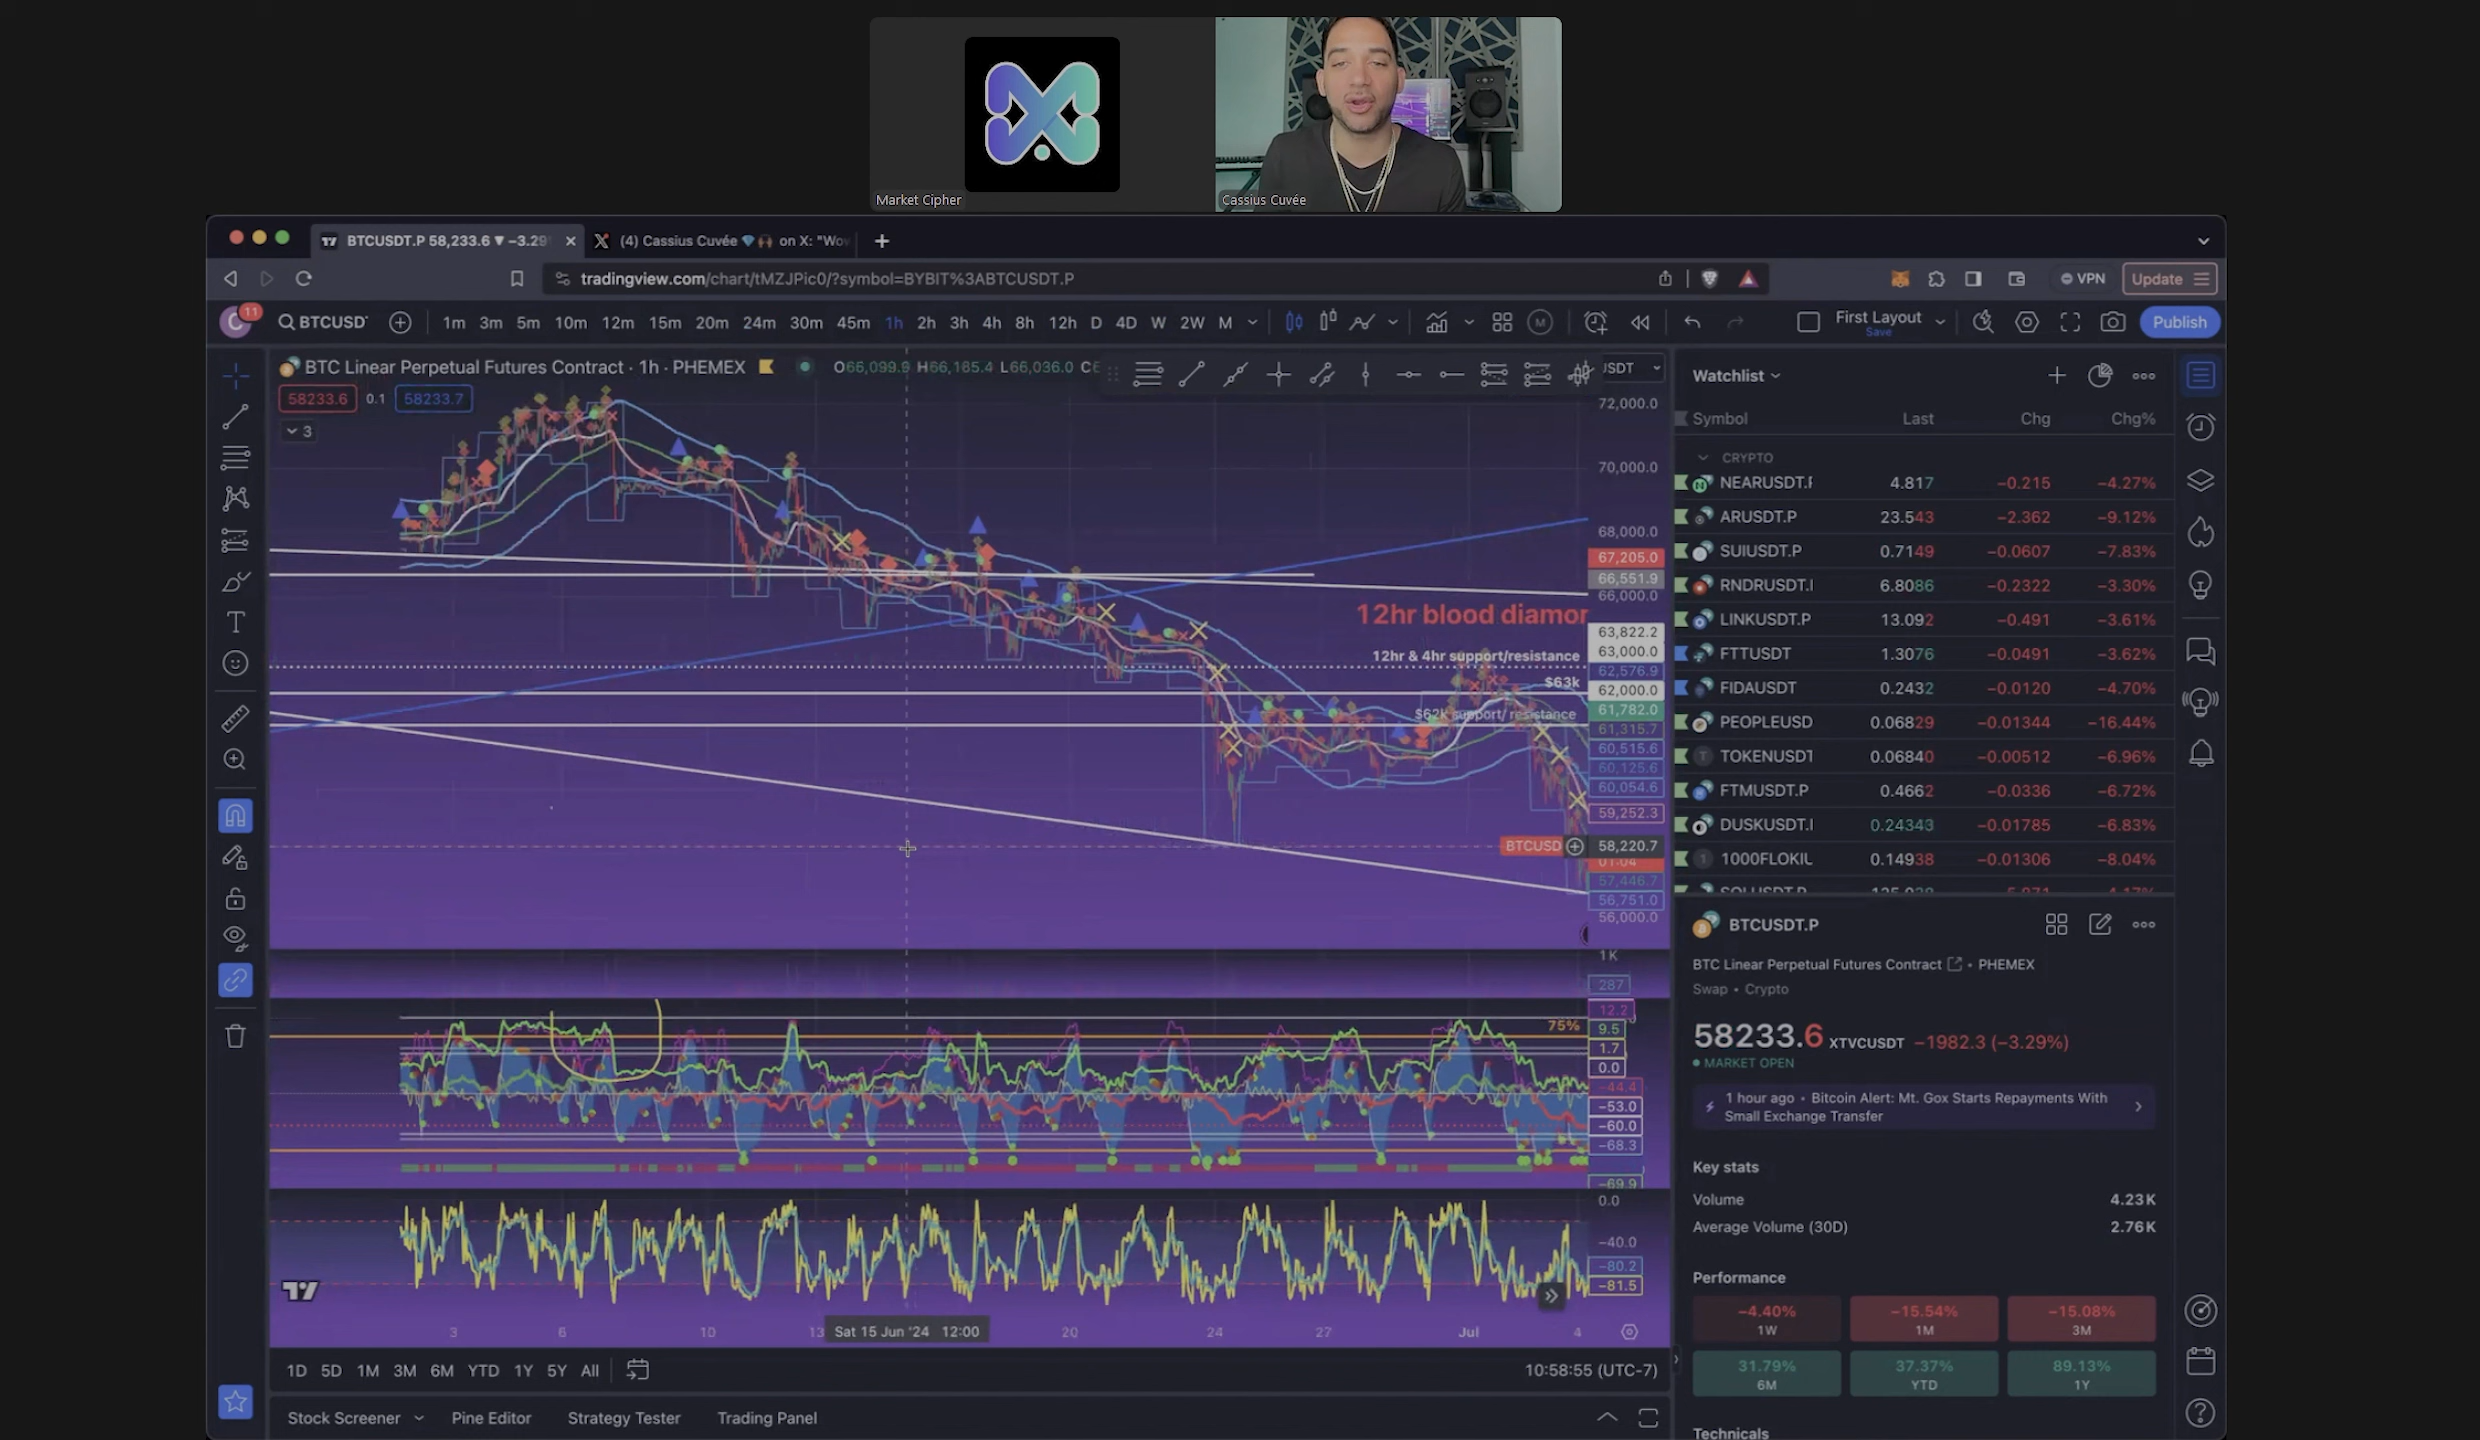 Market Cipher
Cassius Cuvée
BTCUSDT.P 58,233.6 ▼ −3.29
(4) Cassius Cuvée on X: "Wov
tradingview.com/chart/tMZJPic0/?symbol=BYBIT%3ABTCUSDT.P
VPN
Update
C
11
BTCUSD
1m 3m 5m 10m 12m 15m 20m 24m 30m 45m 1h 2h 3h 4h 8h 12h D 4D W 2W M
M
First Layout
Save
Publish
BTC Linear Perpetual Futures Contract · 1h · PHEMEX
O66,099.9 H66,185.4 L66,036.0
USDT
58233.6 0.1 58233.7
3
72,000.0
70,000.0
68,000.0
67,205.0
66,551.9
66,000.0
12hr blood diamor
63,822.2
12hr & 4hr support/resistance
63,000.0
62,576.9
$63k
62,000.0
61,782.0
$62k support/ resistance
61,315.7
60,515.6
60,125.6
60,054.6
59,252.3
BTCUSD
58,220.7
01:04
57,446.7
56,751.0
56,000.0
1K
287
12.2
75%
9.5
1.7
0.0
−44.4
−53.0
−60.0
−68.3
−69.9
0.0
−40.0
−80.2
−81.5
3 6 10 13 Sat 15 Jun '24 12:00 20 24 27 Jul 4
1D 5D 1M 3M 6M YTD 1Y 5Y All
10:58:55 (UTC-7)
Stock Screener Pine Editor Strategy Tester Trading Panel
Watchlist
Symbol Last Chg Chg%
CRYPTO
NEARUSDT.F 4.817 −0.215 −4.27%
ARUSDT.P 23.543 −2.362 −9.12%
SUIUSDT.P 0.7149 −0.0607 −7.83%
RNDRUSDT.I 6.8086 −0.2322 −3.30%
LINKUSDT.P 13.092 −0.491 −3.61%
FTTUSDT 1.3076 −0.0491 −3.62%
FIDAUSDT 0.2432 −0.0120 −4.70%
PEOPLEUSD 0.06829 −0.01344 −16.44%
TOKENUSDT 0.06840 −0.00512 −6.96%
FTMUSDT.P 0.4662 −0.0336 −6.72%
DUSKUSDT.I 0.24343 −0.01785 −6.83%
1000FLOKIU 0.14938 −0.01306 −8.04%
BTCUSDT.P
BTC Linear Perpetual Futures Contract • PHEMEX
Swap • Crypto
58233.6 XTVCUSDT −1982.3 (−3.29%)
MARKET OPEN
1 hour ago • Bitcoin Alert: Mt. Gox Starts Repayments With
Small Exchange Transfer
Key stats
Volume 4.23K
Average Volume (30D) 2.76K
Performance
−4.40% −15.54% −15.08%
1W 1M 3M
31.79% 37.37% 89.13%
6M YTD 1Y
Technicals